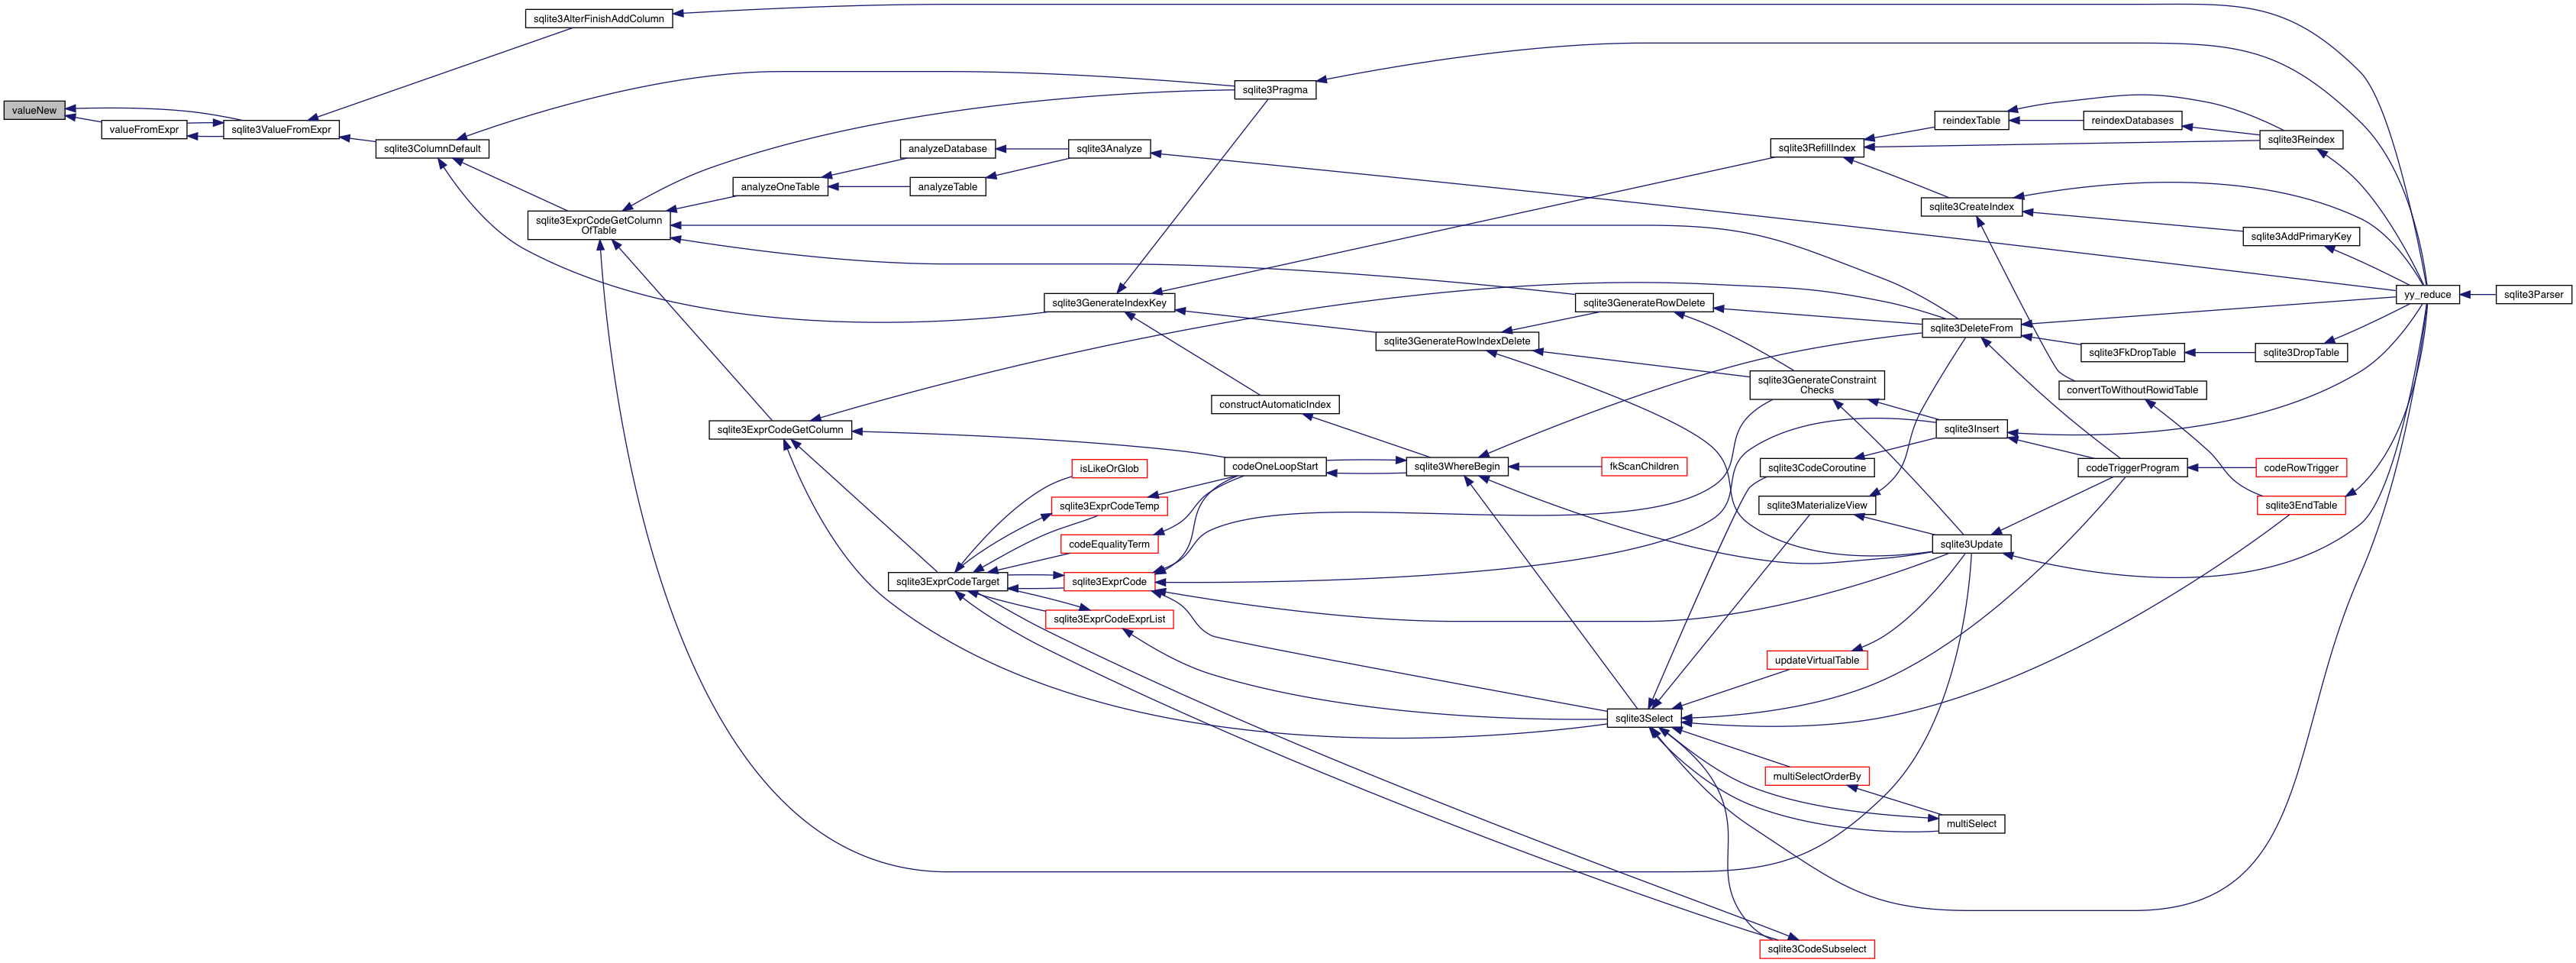 sqlite3AlterFinishAddColumn
valueNew
valueFromExpr
sqlite3ValueFromExpr
sqlite3ColumnDefault
sqlite3ExprCodeGetColumn
OfTable
sqlite3Pragma
analyzeDatabase
sqlite3Analyze
analyzeOneTable
analyzeTable
reindexTable
reindexDatabases
sqlite3Reindex
sqlite3RefillIndex
sqlite3CreateIndex
sqlite3AddPrimaryKey
yy_reduce
sqlite3Parser
sqlite3GenerateIndexKey
sqlite3GenerateRowDelete
sqlite3GenerateRowIndexDelete
sqlite3DeleteFrom
sqlite3FkDropTable
sqlite3DropTable
sqlite3GenerateConstraint
Checks
convertToWithoutRowidTable
constructAutomaticIndex
sqlite3ExprCodeGetColumn
sqlite3Insert
isLikeOrGlob
codeOneLoopStart
sqlite3WhereBegin
fkScanChildren
sqlite3CodeCoroutine
codeTriggerProgram
codeRowTrigger
sqlite3ExprCodeTemp
sqlite3MaterializeView
sqlite3EndTable
codeEqualityTerm
sqlite3Update
sqlite3ExprCodeTarget
sqlite3ExprCode
sqlite3ExprCodeExprList
updateVirtualTable
sqlite3Select
multiSelectOrderBy
multiSelect
sqlite3CodeSubselect